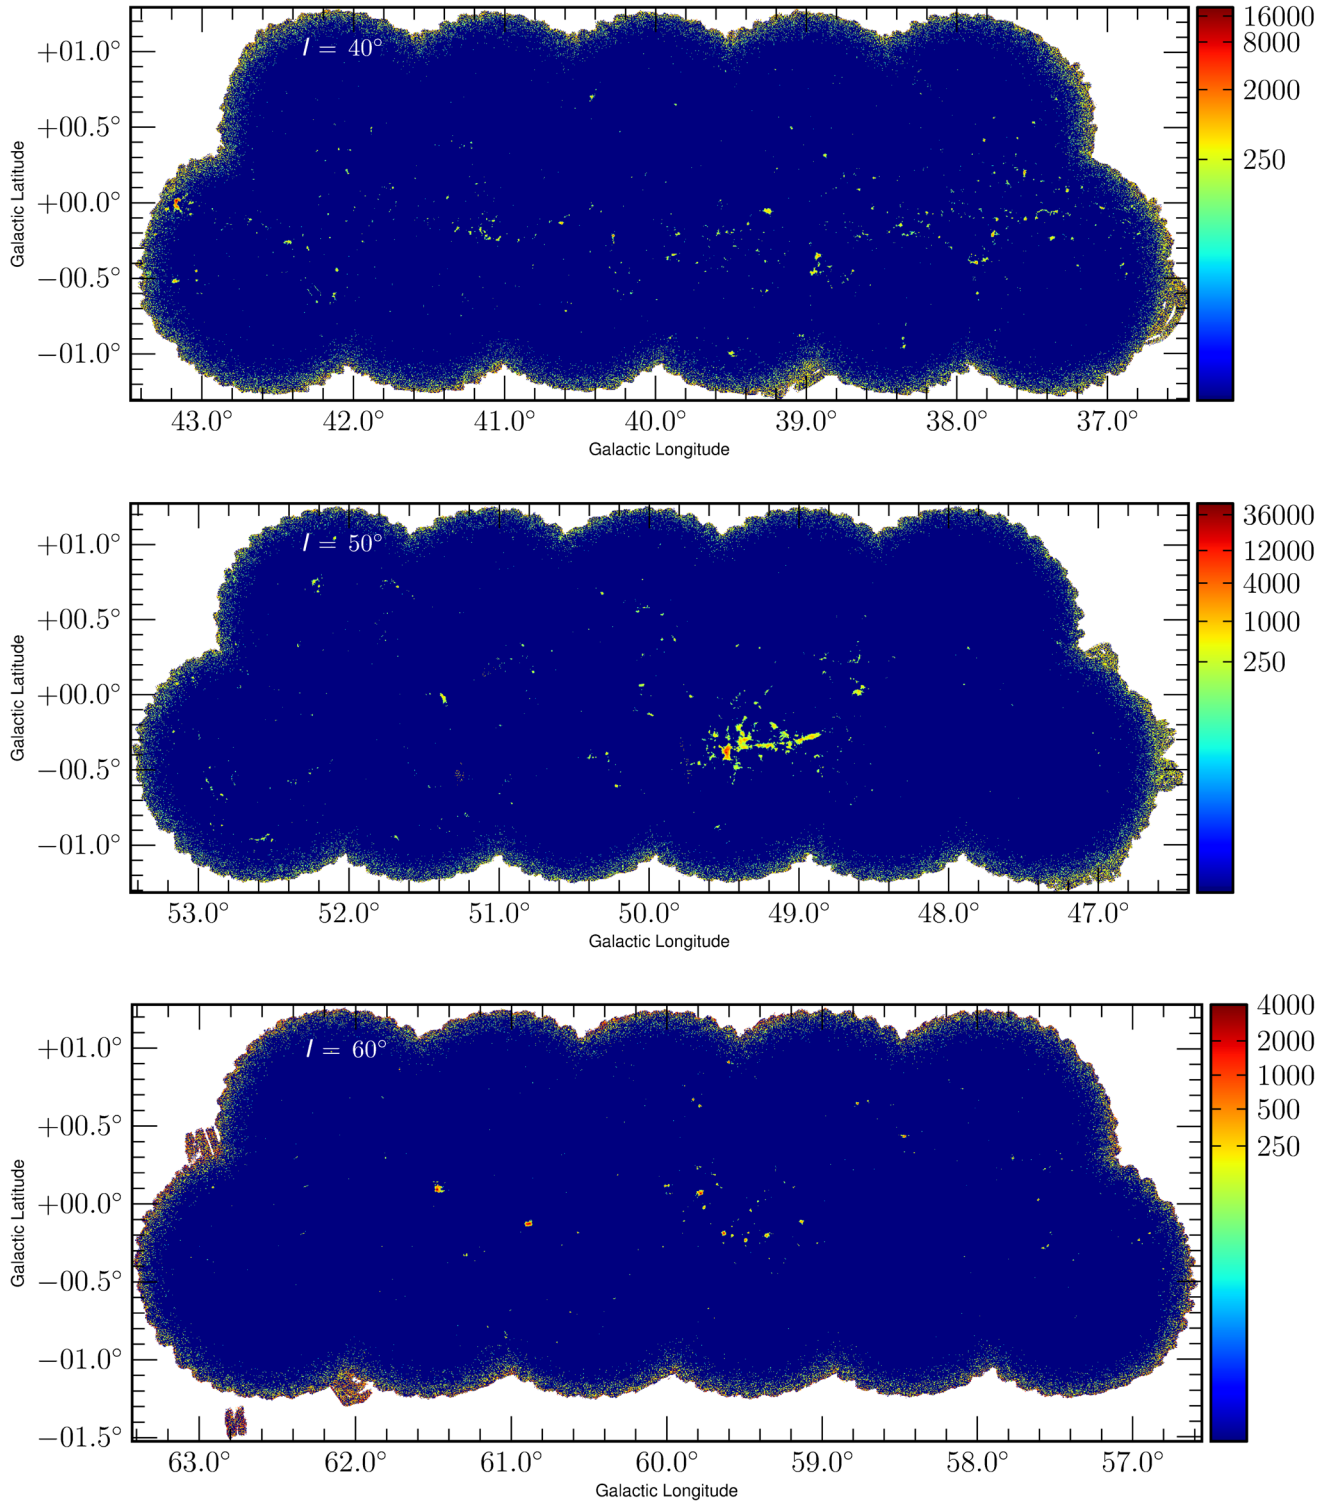 l = 40°
+01.0°
+00.5°
+00.0°
−00.5°
−01.0°
Galactic Latitude
43.0° 42.0° 41.0° 40.0° 39.0° 38.0° 37.0°
Galactic Longitude
16000
8000
2000
250
l = 50°
+01.0°
+00.5°
+00.0°
−00.5°
−01.0°
Galactic Latitude
53.0° 52.0° 51.0° 50.0° 49.0° 48.0° 47.0°
Galactic Longitude
36000
12000
4000
1000
250
l = 60°
+01.0°
+00.5°
+00.0°
−00.5°
−01.0°
−01.5°
Galactic Latitude
63.0° 62.0° 61.0° 60.0° 59.0° 58.0° 57.0°
Galactic Longitude
4000
2000
1000
500
250